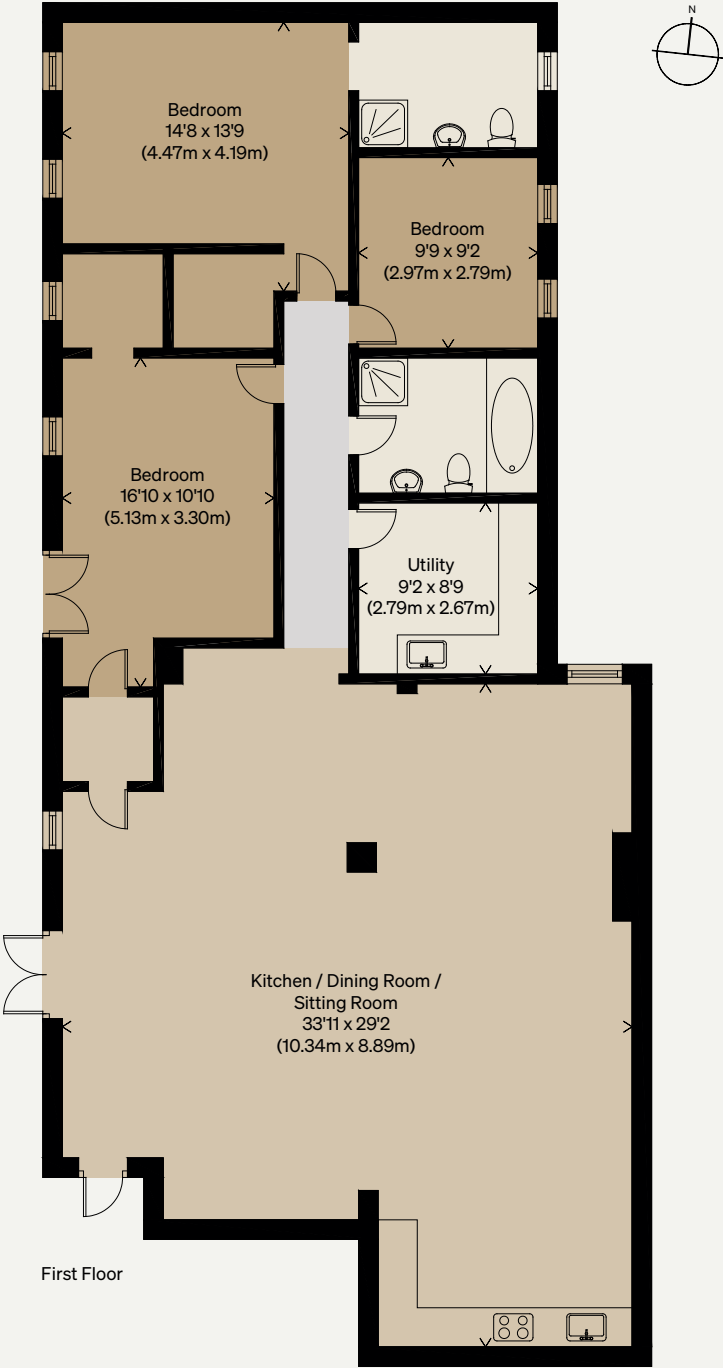 N
Bedroom
14'8 x 13'9
(4.47m x 4.19m)
Bedroom
9'9 x 9'2
(2.97m x 2.79m)
Bedroom
16'10 x 10'10
(5.13m x 3.30m)
Utility
9'2 x 8'9
(2.79m x 2.67m)
Kitchen / Dining Room /
Sitting Room
33'11 x 29'2
(10.34m x 8.89m)
First Floor